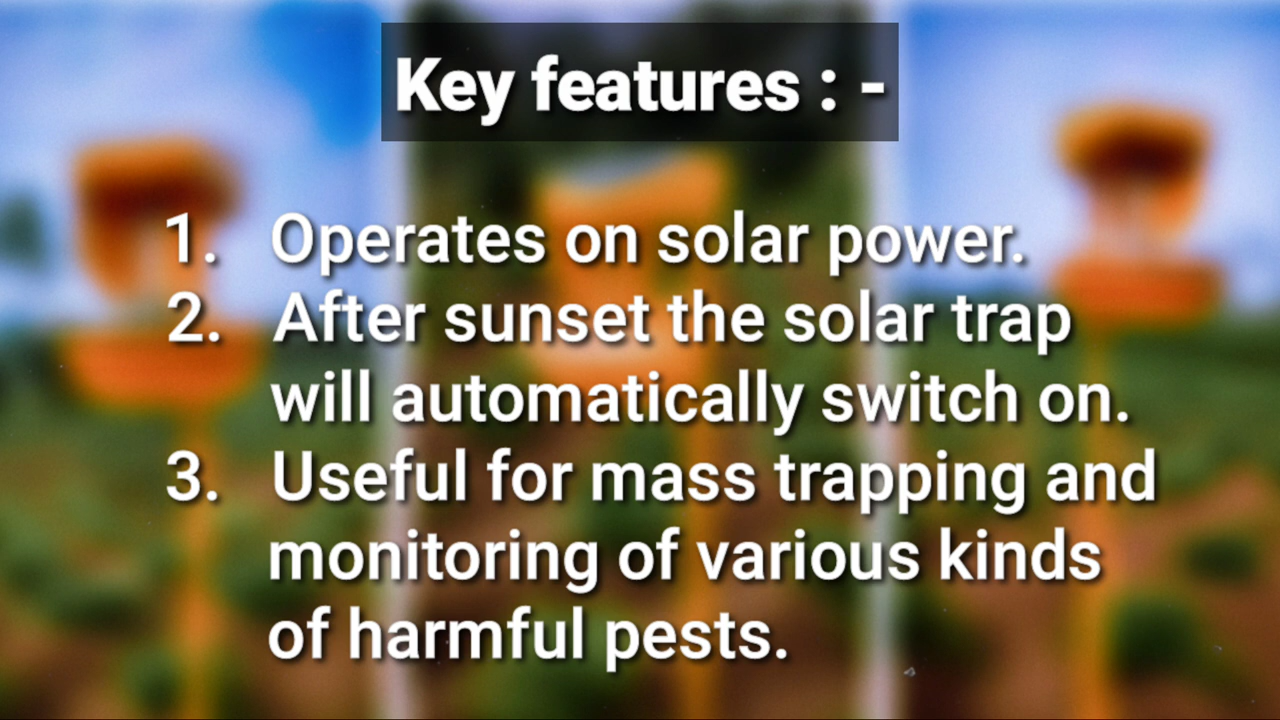 Key features : -
1. Operates on solar power.
2. After sunset the solar trap
will automatically switch on.
3. Useful for mass trapping and
monitoring of various kinds
of harmful pests.